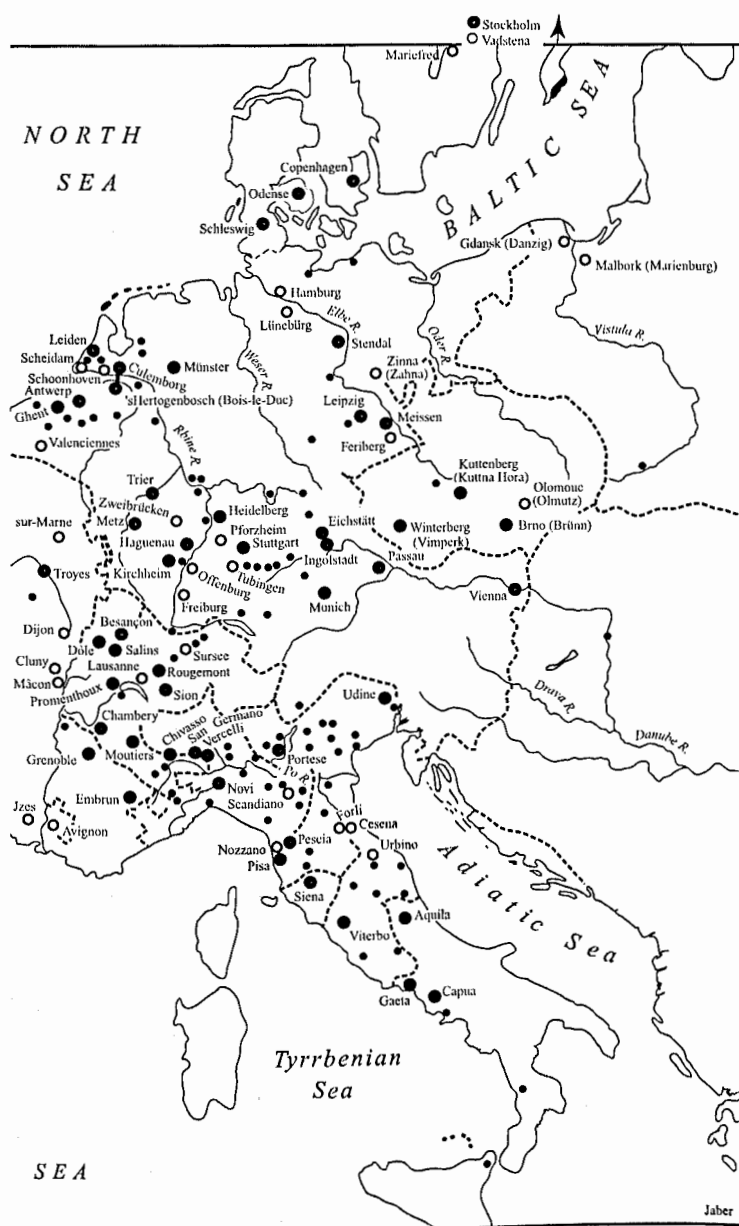 Stockholm
Vadstena
Mariefred
NORTH
SEA
BALTIC SEA
Copenhagen
Odense
Schleswig
Gdansk (Danzig)
Malbork (Marienburg)
Hamburg
Lünebürg
Elbe R.
Oder R.
Vistula R.
Weser R.
Stendal
Zinna
(Zahna)
Leiden
Scheidam
Schoonhoven
Culemborg
Münster
Antwerp
'sHertogenbosch (Bois-le-Duc)
Ghent
Valenciennes
Rhine R.
Leipzig
Meissen
Feriberg
Kuttenberg
(Kuttna Hora)
Olomouc
(Olmutz)
Trier
Zweibrücken
Metz
Heidelberg
Eichstätt
Winterberg
(Vimperk)
Brno (Brünn)
sur-Marne
Pforzheim
Stuttgart
Haguenau
Ingolstadt
Passau
Troyes
Kirchheim
Offenburg
Tubingen
Freiburg
Munich
Vienna
Dijon
Besançon
Dôle
Salins
Sursee
Cluny
Lausanne
Rougemont
Mâcon
Promenthoux
Sion
Udine
Drava R.
Danube R.
Chambery
Chivasso
San Germano
Vercelli
Grenoble
Moutiers
Portese
Po R.
Embrun
Novi
Scandiano
Jzes
Avignon
Forli
Cesena
Nozzano
Pescia
Urbino
Pisa
Siena
Adiatic Sea
Viterbo
Aquila
Gaeta
Capua
Tyrrbenian
Sea
SEA
Jaber